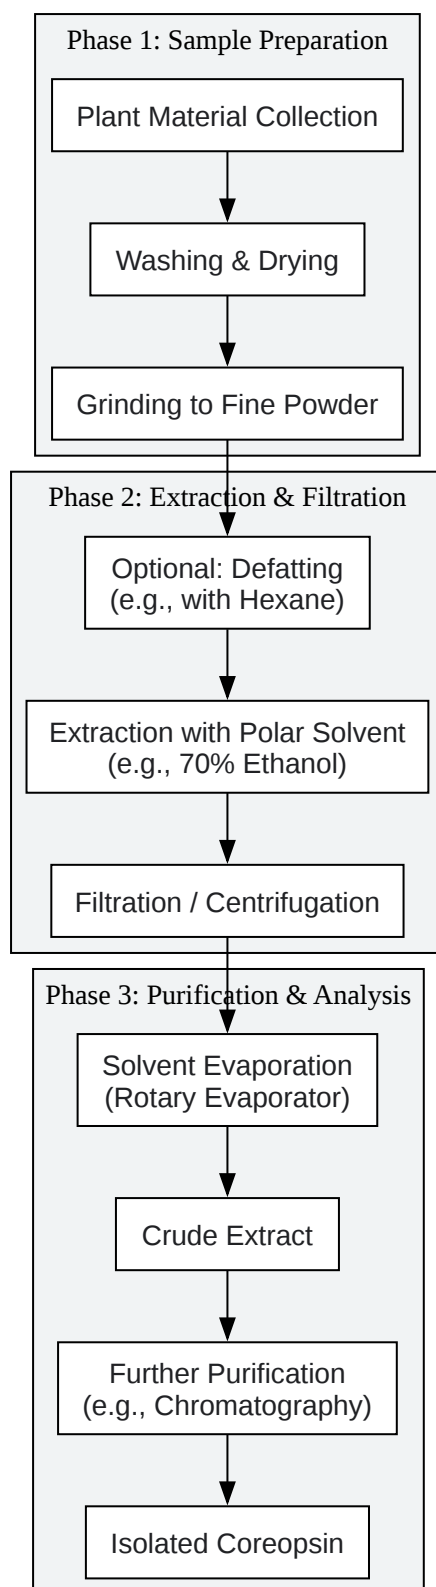 Phase 1: Sample Preparation
Plant Material Collection
Washing & Drying
Grinding to Fine Powder
Phase 2: Extraction & Filtration
Optional: Defatting
(e.g., with Hexane)
Extraction with Polar Solvent
(e.g., 70% Ethanol)
Filtration / Centrifugation
Phase 3: Purification & Analysis
Solvent Evaporation
(Rotary Evaporator)
Crude Extract
Further Purification
(e.g., Chromatography)
Isolated Coreopsin